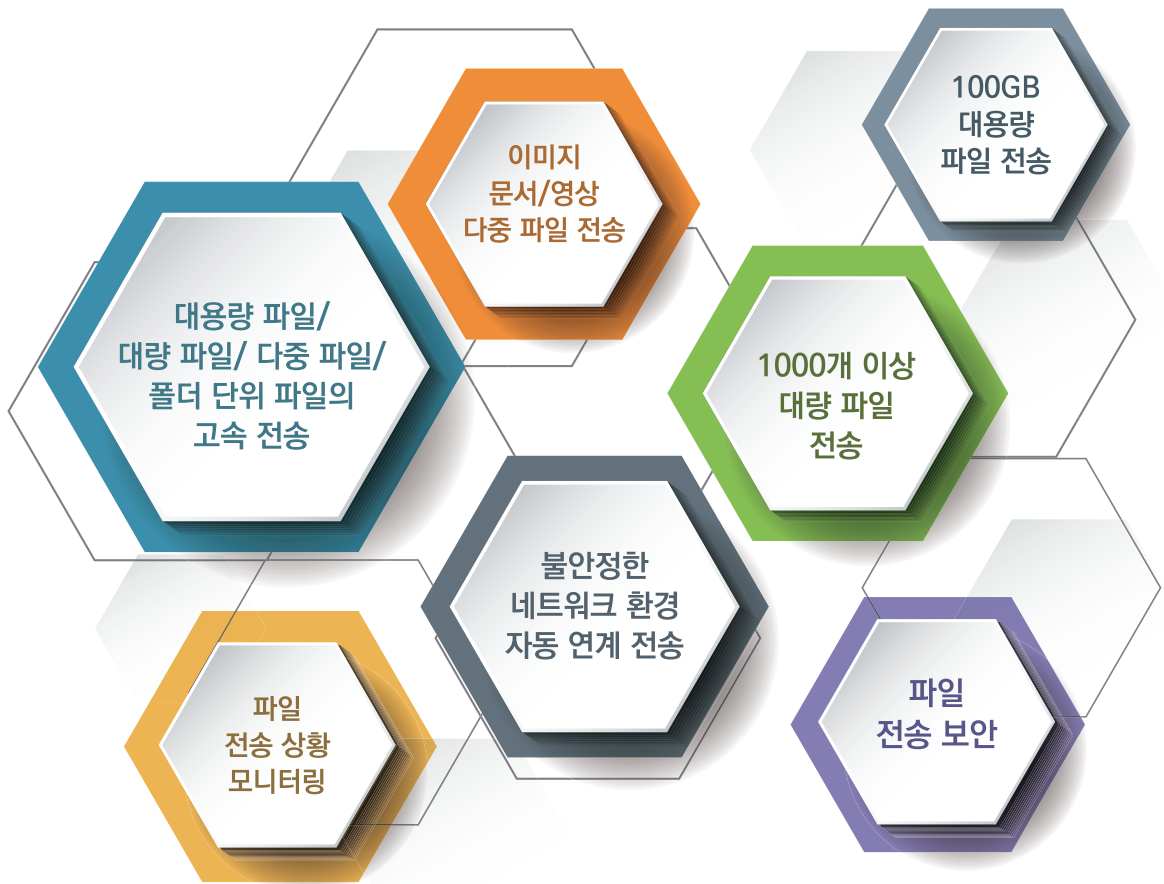 100GB
대용량
파일 전송
이미지
문서/영상
다중 파일 전송
대용량 파일/
대량 파일/ 다중 파일/
폴더 단위 파일의
고속 전송
1000개 이상
대량 파일
전송
불안정한
네트워크 환경
자동 연계 전송
파일
전송 상황
모니터링
파일
전송 보안